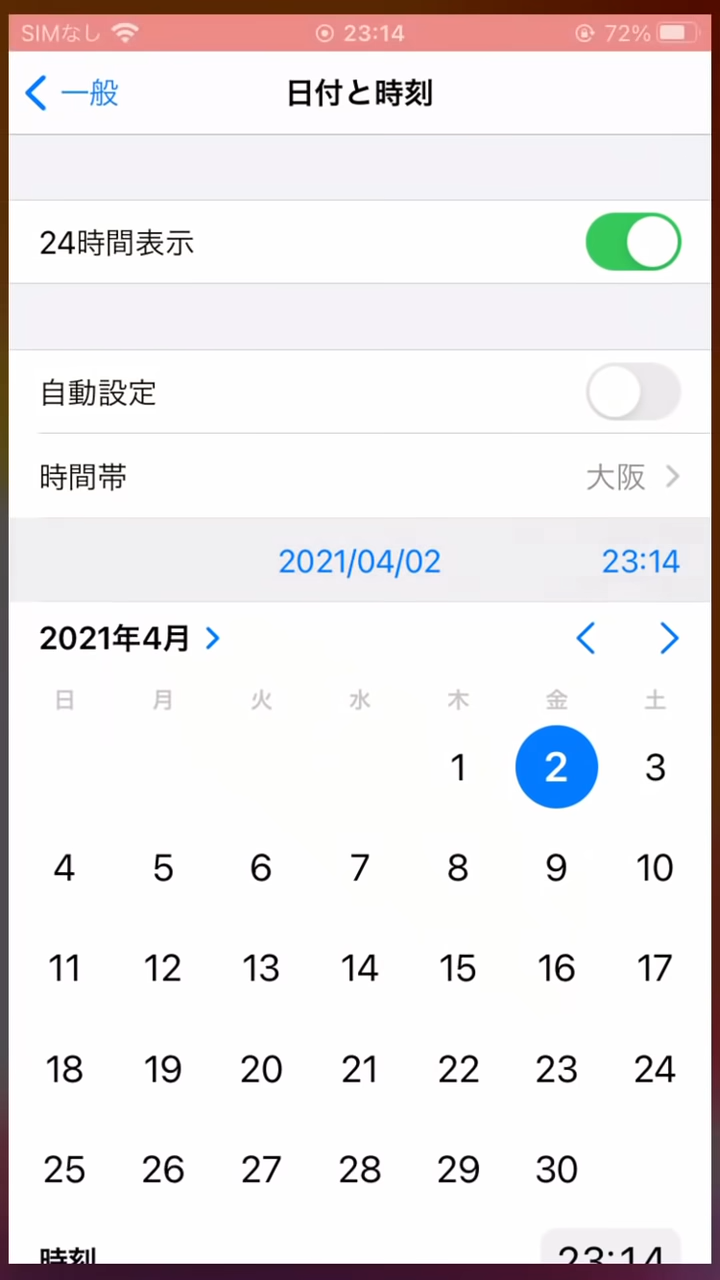 SIMなし 23:14 72%
一般 日付と時刻
24時間表示
自動設定
時間帯 大阪
2021/04/02 23:14
2021年4月
日 月 火 水 木 金 土
1 2 3
4 5 6 7 8 9 10
11 12 13 14 15 16 17
18 19 20 21 22 23 24
25 26 27 28 29 30
時刻 23:14